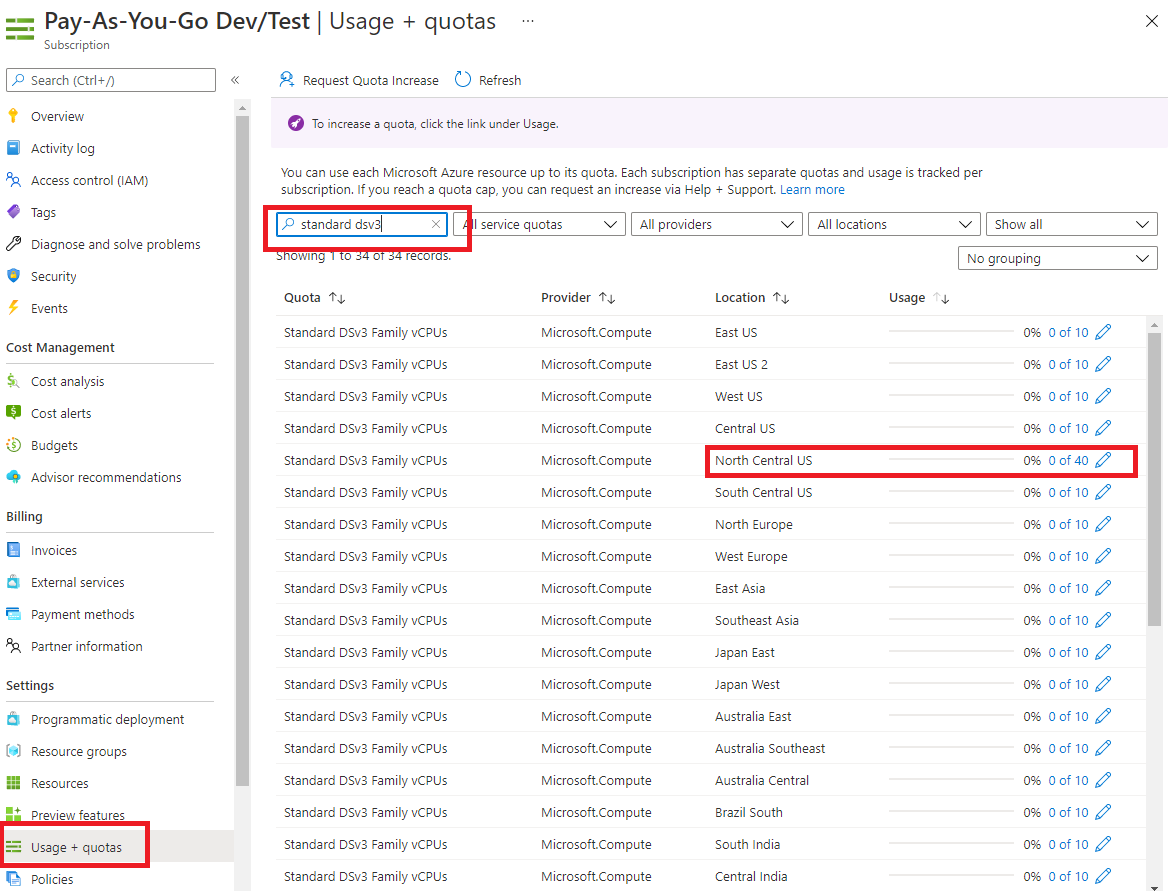 Pay-As-You-Go Dev/Test | Usage + quotas ...
Subscription
Search (Ctrl+/)
«
Overview
Activity log
Access control (IAM)
Tags
Diagnose and solve problems
Security
Events
Cost Management
Cost analysis
Cost alerts
Budgets
Advisor recommendations
Billing
Invoices
External services
Payment methods
Partner information
Settings
Programmatic deployment
Resource groups
Resources
Preview features
Usage + quotas
Policies
Request Quota Increase Refresh
To increase a quota, click the link under Usage.
You can use each Microsoft Azure resource up to its quota. Each subscription has separate quotas and usage is tracked per
subscription. If you reach a quota cap, you can request an increase via Help + Support. Learn more
standard dsv3 All service quotas All providers All locations Show all
Showing 1 to 34 of 34 records.
No grouping
Quota Provider Location Usage
Standard DSv3 Family vCPUs Microsoft.Compute East US 0% 0 of 10
Standard DSv3 Family vCPUs Microsoft.Compute East US 2 0% 0 of 10
Standard DSv3 Family vCPUs Microsoft.Compute West US 0% 0 of 10
Standard DSv3 Family vCPUs Microsoft.Compute Central US 0% 0 of 10
Standard DSv3 Family vCPUs Microsoft.Compute North Central US 0% 0 of 40
Standard DSv3 Family vCPUs Microsoft.Compute South Central US 0% 0 of 10
Standard DSv3 Family vCPUs Microsoft.Compute North Europe 0% 0 of 10
Standard DSv3 Family vCPUs Microsoft.Compute West Europe 0% 0 of 10
Standard DSv3 Family vCPUs Microsoft.Compute East Asia 0% 0 of 10
Standard DSv3 Family vCPUs Microsoft.Compute Southeast Asia 0% 0 of 10
Standard DSv3 Family vCPUs Microsoft.Compute Japan East 0% 0 of 10
Standard DSv3 Family vCPUs Microsoft.Compute Japan West 0% 0 of 10
Standard DSv3 Family vCPUs Microsoft.Compute Australia East 0% 0 of 10
Standard DSv3 Family vCPUs Microsoft.Compute Australia Southeast 0% 0 of 10
Standard DSv3 Family vCPUs Microsoft.Compute Australia Central 0% 0 of 10
Standard DSv3 Family vCPUs Microsoft.Compute Brazil South 0% 0 of 10
Standard DSv3 Family vCPUs Microsoft.Compute South India 0% 0 of 10
Standard DSv3 Family vCPUs Microsoft.Compute Central India 0% 0 of 10